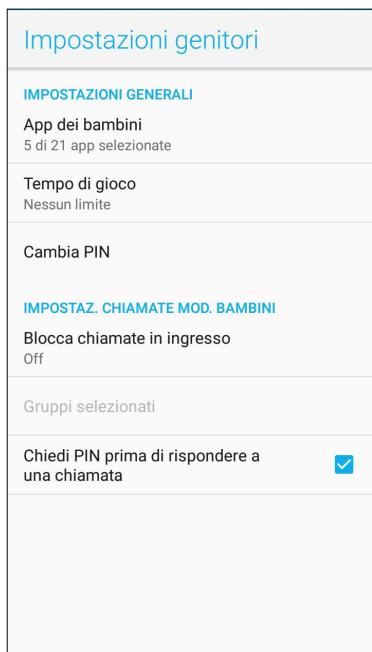 Impostazioni genitori
IMPOSTAZIONI GENERALI
App dei bambini
5 di 21 app selezionate
Tempo di gioco
Nessun limite
Cambia PIN
IMPOSTAZ. CHIAMATE MOD. BAMBINI
Blocca chiamate in ingresso
Off
Gruppi selezionati
Chiedi PIN prima di rispondere a
una chiamata